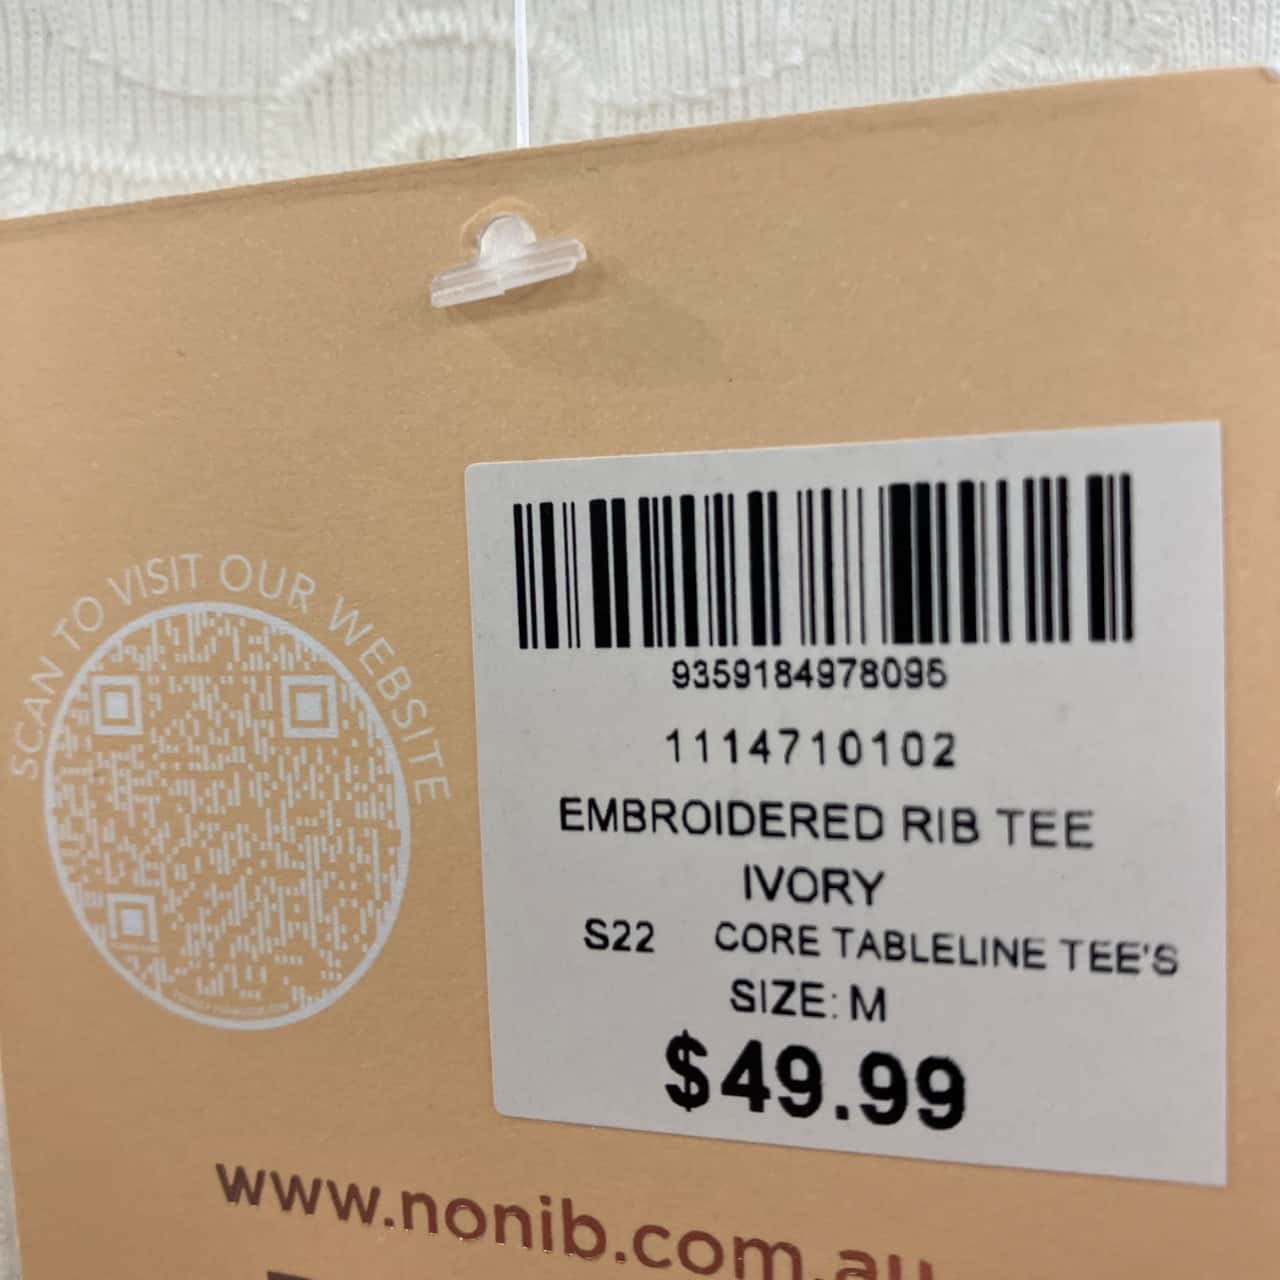 SCAN TO VISIT OUR WEBSITE
9359184978095
1114710102
EMBROIDERED RIB TEE
IVORY
S22 CORE TABLELINE TEE'S
SIZE: M
$49.99
www.nonib.com.au